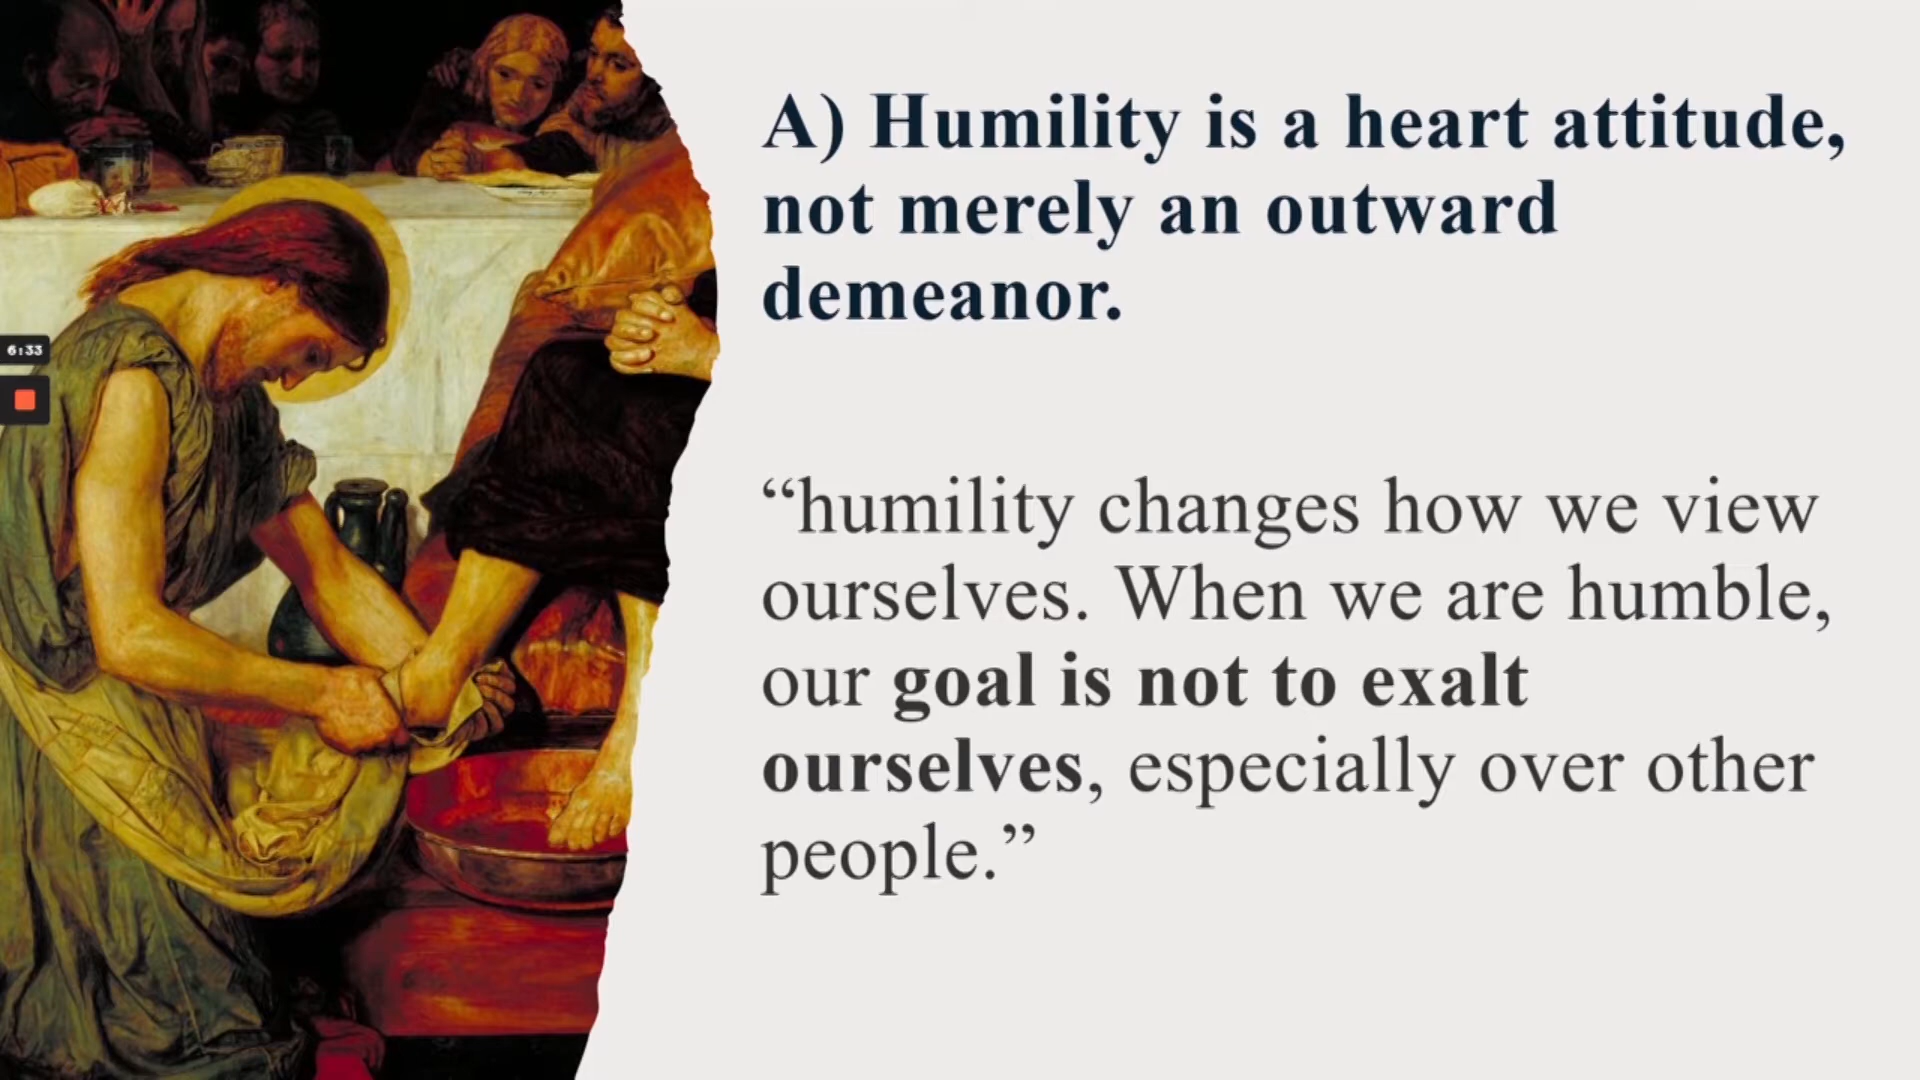 A) Humility is a heart attitude,
not merely an outward
demeanor.
6:33
“humility changes how we view
ourselves. When we are humble,
our goal is not to exalt
ourselves, especially over other
people.”